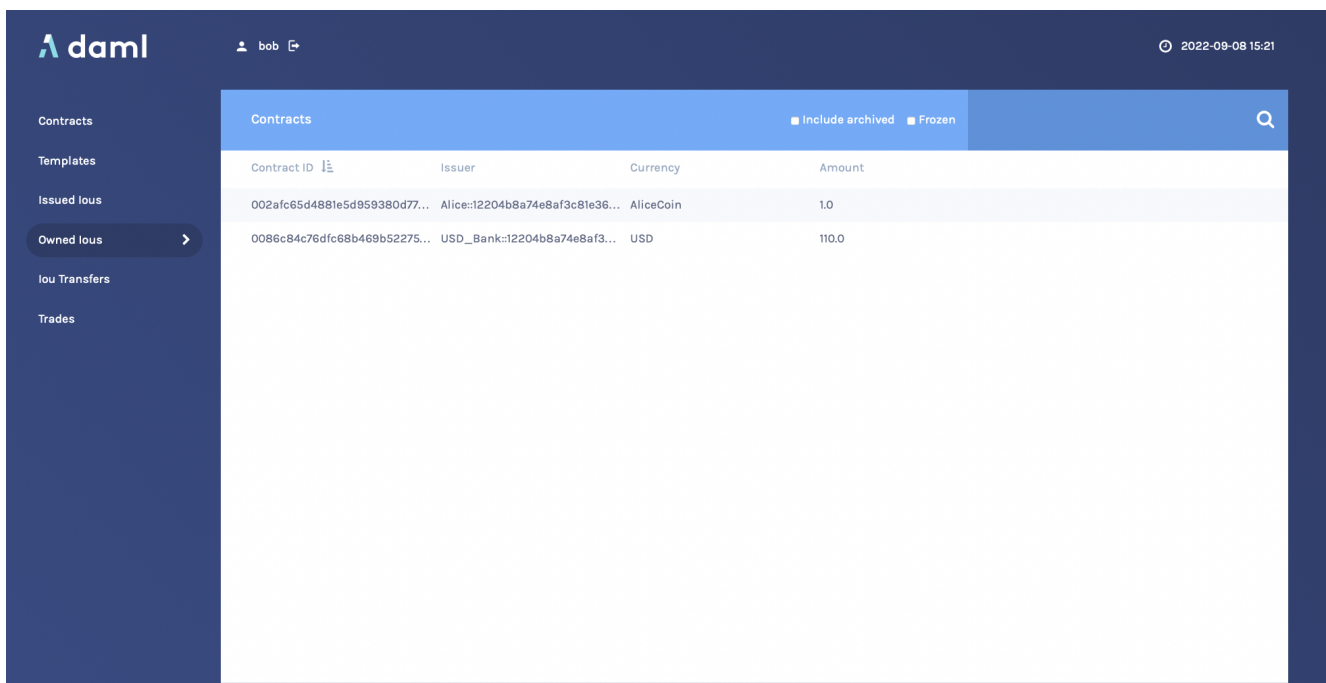 daml
bob
2022-09-08 15:21
Contracts
Templates
Issued Ious
Owned Ious
Iou Transfers
Trades
Contracts
Include archived Frozen
Contract ID Issuer Currency Amount
002afc65d4881e5d959380d77... Alice::12204b8a74e8af3c81e36... AliceCoin 1.0
0086c84c76dfc68b469b52275... USD_Bank::12204b8a74e8af3... USD 110.0